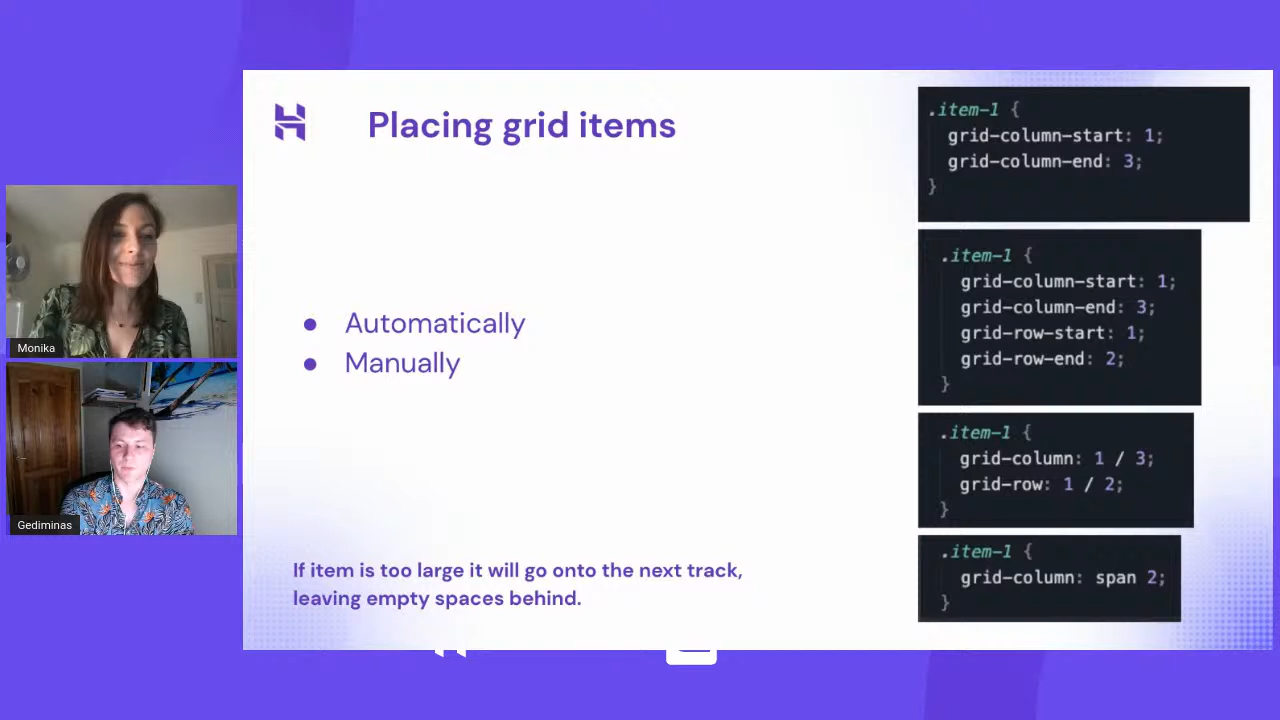 Placing grid items
Automatically
Manually
If item is too large it will go onto the next track,
leaving empty spaces behind.
.item-1 {
grid-column-start: 1;
grid-column-end: 3;
}
.item-1 {
grid-column-start: 1;
grid-column-end: 3;
grid-row-start: 1;
grid-row-end: 2;
}
.item-1 {
grid-column: 1 / 3;
grid-row: 1 / 2;
}
.item-1 {
grid-column: span 2;
}
Monika
Gediminas